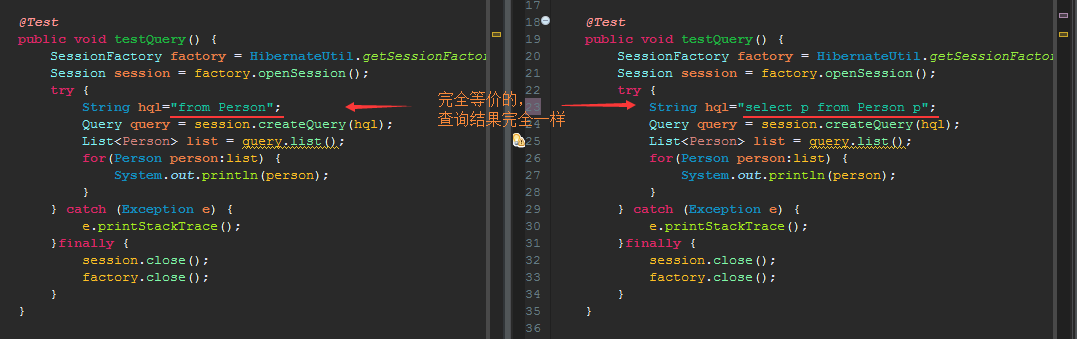 @Test
public void testQuery() {
SessionFactory factory = HibernateUtil.getSessionFactor
Session session = factory.openSession();
try {
String hql="from Person";
Query query = session.createQuery(hql);
List<Person> list = query.list();
for(Person person:list) {
System.out.println(person);
}
} catch (Exception e) {
e.printStackTrace();
}finally {
session.close();
factory.close();
}
}
完全等价的，
查询结果完全一样
17
18 @Test
19 public void testQuery() {
20 SessionFactory factory = HibernateUtil.getSessionFactor
21 Session session = factory.openSession();
22 try {
23 String hql="select p from Person p";
24 Query query = session.createQuery(hql);
25 List<Person> list = query.list();
26 for(Person person:list) {
27 System.out.println(person);
28 }
29 } catch (Exception e) {
30 e.printStackTrace();
31 }finally {
32 session.close();
33 factory.close();
34 }
35 }
36